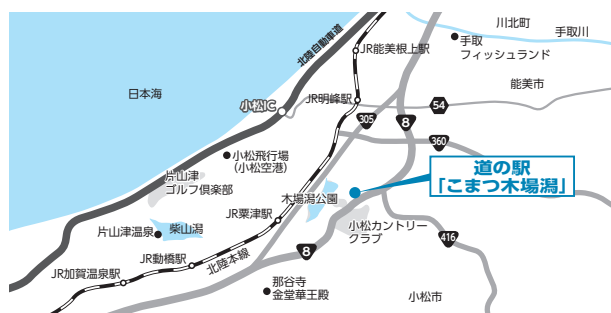 北陸自動車道
JR能美根上駅
川北町
手取川
手取
フィッシュランド
日本海
能美市
小松IC
JR明峰駅
54
305
8
360
小松飛行場
(小松空港)
道の駅
「こまつ木場潟」
片山津
ゴルフ倶楽部
木場潟公園
JR粟津駅
片山津温泉
柴山潟
小松カントリー
クラブ
416
JR動橋駅
北陸本線
8
JR加賀温泉駅
那谷寺
金堂華王殿
小松市